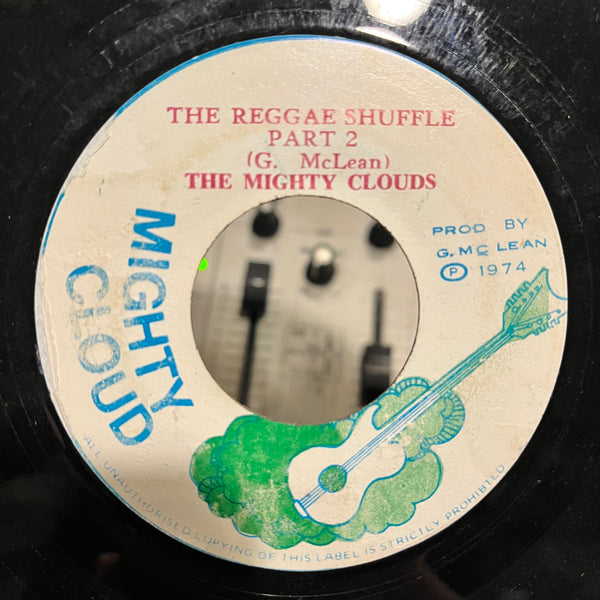 THE REGGAE SHUFFLE
PART 2
(G. McLean)
THE MIGHTY CLOUDS
PROD BY
G. MC LEAN
Ⓟ 1974
MIGHTY
CLOUD
ALL UNAUTHORISED COPYING OF THIS LABEL IS STRICTLY PROHIBITED